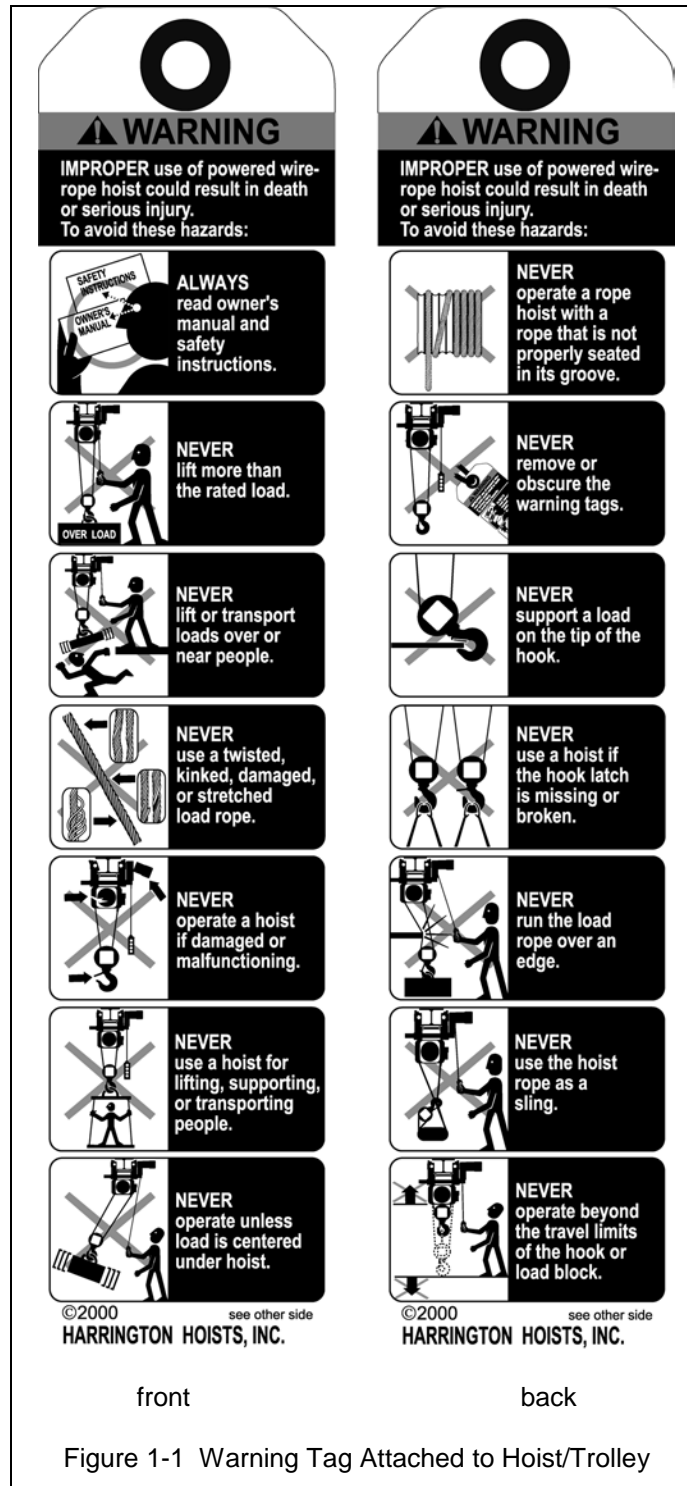 WARNING
IMPROPER use of powered wire-
rope hoist could result in death
or serious injury.
To avoid these hazards:
SAFETY
INSTRUCTIONS
OWNER'S
MANUAL
ALWAYS
read owner's
manual and
safety
instructions.
NEVER
lift more than
the rated load.
OVER LOAD
NEVER
lift or transport
loads over or
near people.
NEVER
use a twisted,
kinked, damaged,
or stretched
load rope.
NEVER
operate a hoist
if damaged or
malfunctioning.
NEVER
use a hoist for
lifting, supporting,
or transporting
people.
NEVER
operate unless
load is centered
under hoist.
©2000 see other side
HARRINGTON HOISTS, INC.
front
WARNING
IMPROPER use of powered wire-
rope hoist could result in death
or serious injury.
To avoid these hazards:
NEVER
operate a rope
hoist with a
rope that is not
properly seated
in its groove.
NEVER
remove or
obscure the
warning tags.
NEVER
support a load
on the tip of the
hook.
NEVER
use a hoist if
the hook latch
is missing or
broken.
NEVER
run the load
rope over an
edge.
NEVER
use the hoist
rope as a
sling.
NEVER
operate beyond
the travel limits
of the hook or
load block.
©2000 see other side
HARRINGTON HOISTS, INC.
back
Figure 1-1 Warning Tag Attached to Hoist/Trolley